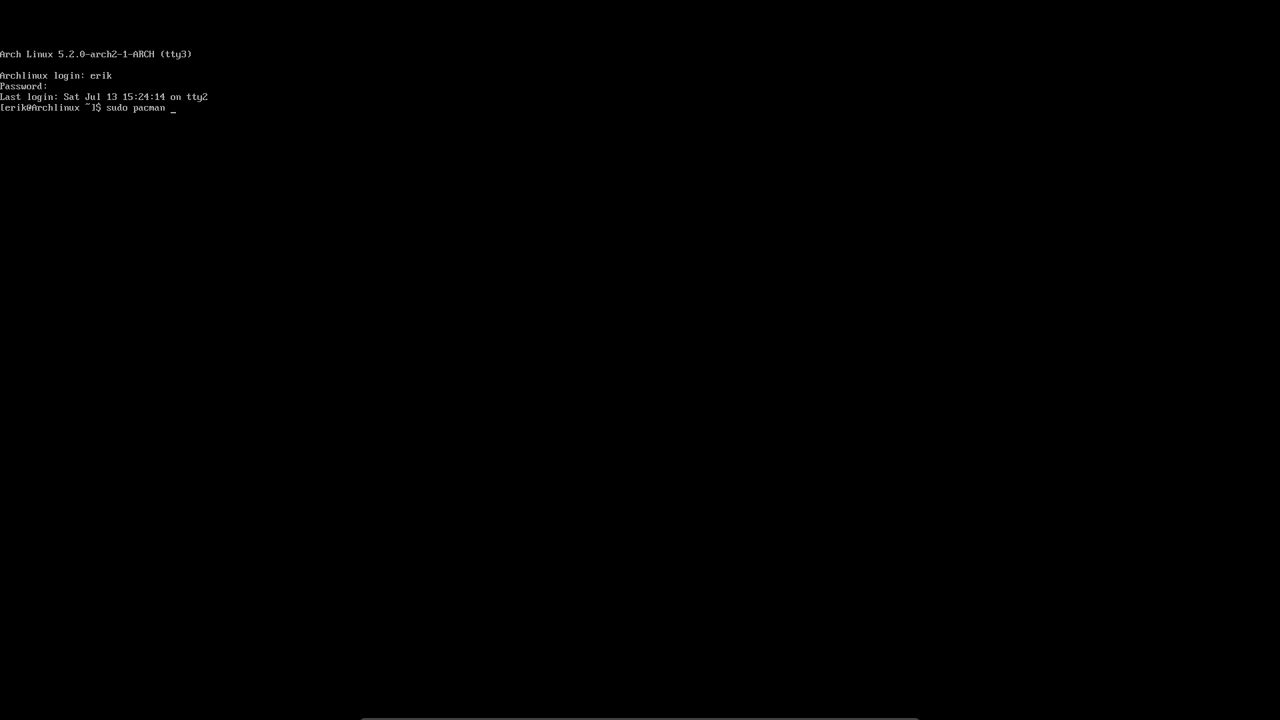 Arch Linux 5.2.0-arch2-1-ARCH (tty3)
Archlinux login: erik
Password:
Last login: Sat Jul 13 15:24:14 on tty2
[erik@Archlinux ~]$ sudo pacman _